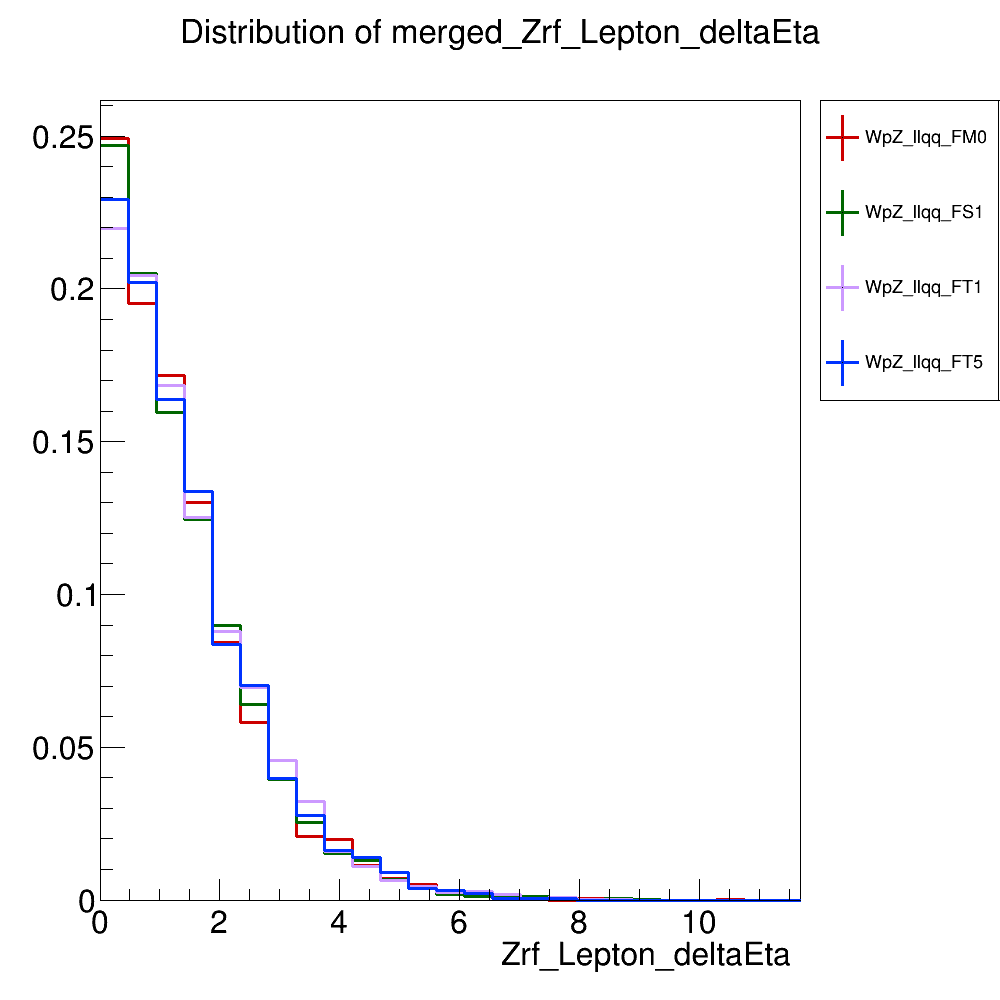 Distribution of merged_Zrf_Lepton_deltaEta
0.25
0.2
0.15
0.1
0.05
0
0 2 4 6 8 10
Zrf_Lepton_deltaEta
WpZ_llqq_FM0
WpZ_llqq_FS1
WpZ_llqq_FT1
WpZ_llqq_FT5